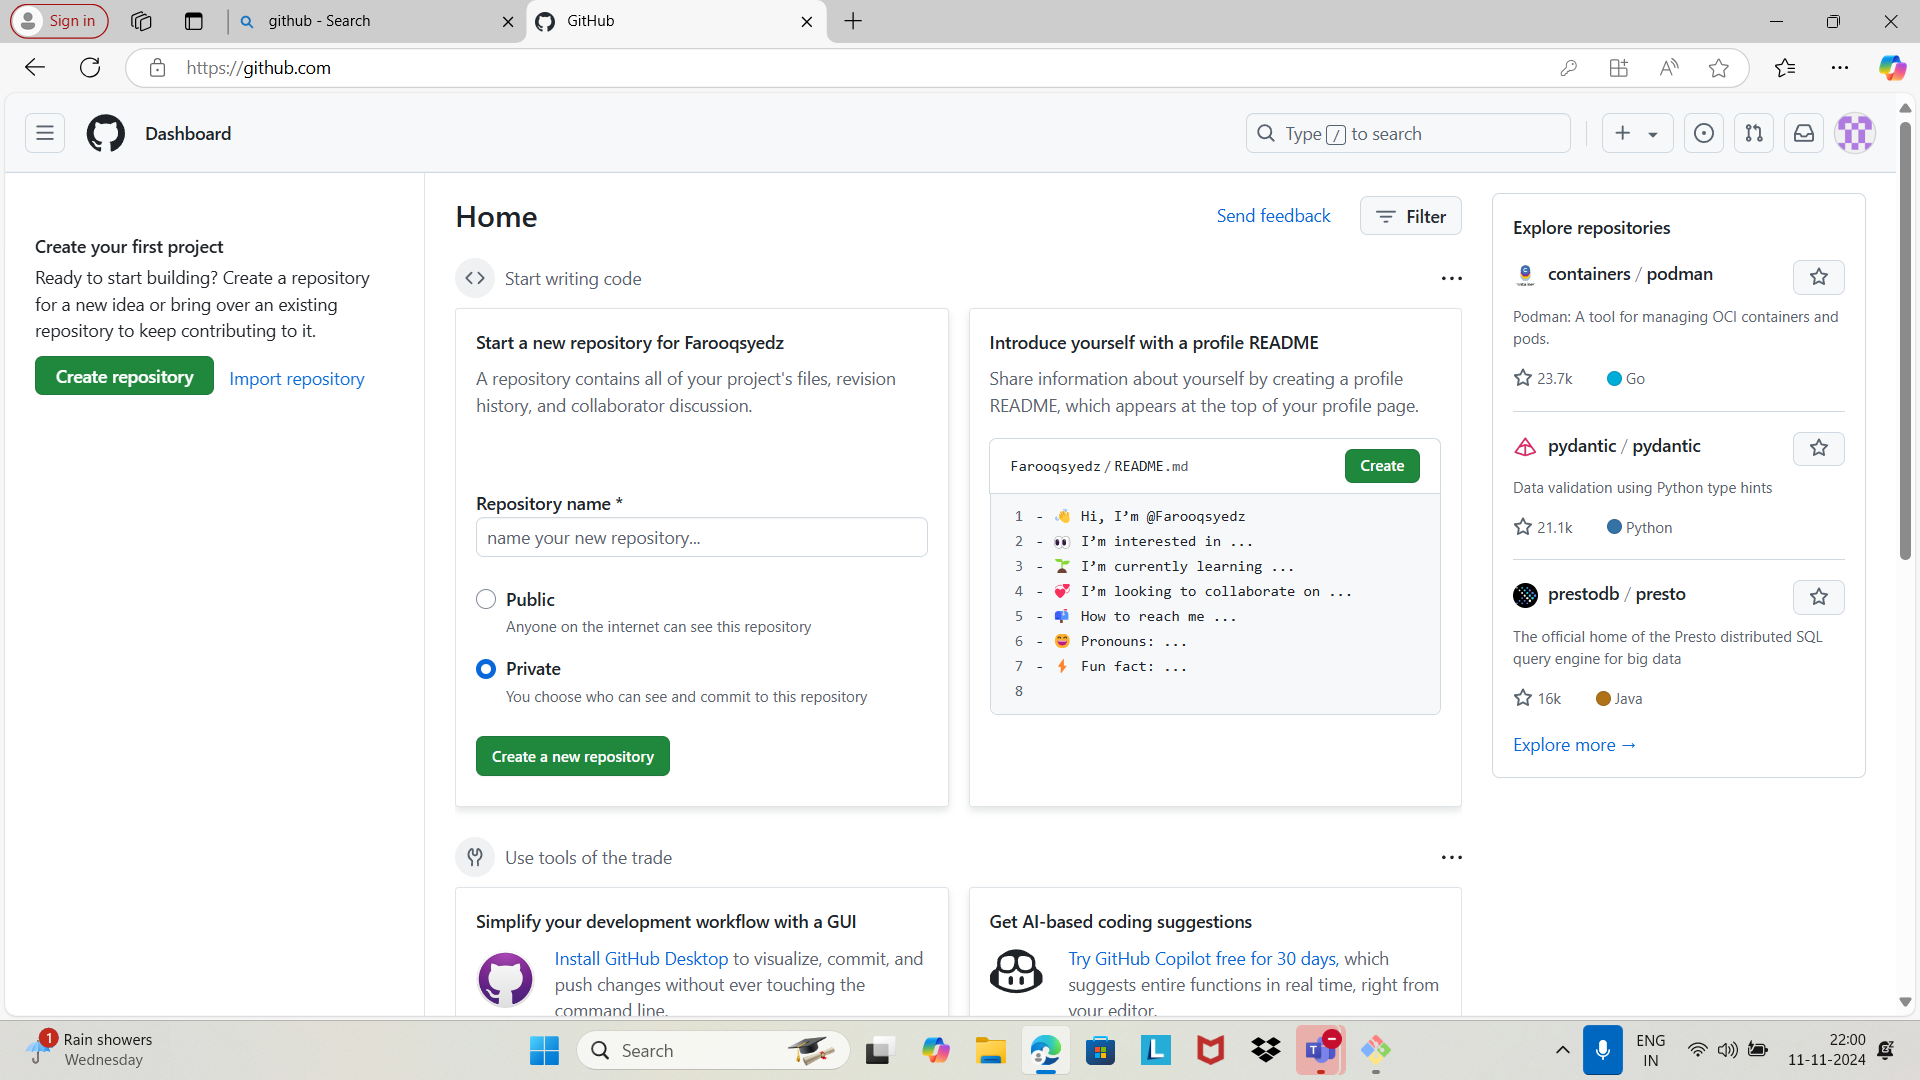 Sign in
github - Search
GitHub
https://github.com
Dashboard
Type / to search
Create your first project
Ready to start building? Create a repository
for a new idea or bring over an existing
repository to keep contributing to it.
Create repository
Import repository
Home
Send feedback
Filter
Start writing code
Start a new repository for Farooqsyedz
A repository contains all of your project's files, revision
history, and collaborator discussion.
Repository name *
name your new repository...
Public
Anyone on the internet can see this repository
Private
You choose who can see and commit to this repository
Create a new repository
Introduce yourself with a profile README
Share information about yourself by creating a profile
README, which appears at the top of your profile page.
Farooqsyedz / README.md
Create
1 - 👋 Hi, I’m @Farooqsyedz
2 - 👀 I’m interested in ...
3 - 🌱 I’m currently learning ...
4 - 💞️ I’m looking to collaborate on ...
5 - 📫 How to reach me ...
6 - 😄 Pronouns: ...
7 - ⚡ Fun fact: ...
8
Use tools of the trade
Simplify your development workflow with a GUI
Install GitHub Desktop to visualize, commit, and
push changes without ever touching the
command line.
Get AI-based coding suggestions
Try GitHub Copilot free for 30 days, which
suggests entire functions in real time, right from
your editor.
Explore repositories
containers / podman
Podman: A tool for managing OCI containers and
pods.
23.7k Go
pydantic / pydantic
Data validation using Python type hints
21.1k Python
prestodb / presto
The official home of the Presto distributed SQL
query engine for big data
16k Java
Explore more →
1
Rain showers
Wednesday
Search
ENG
IN
22:00
11-11-2024